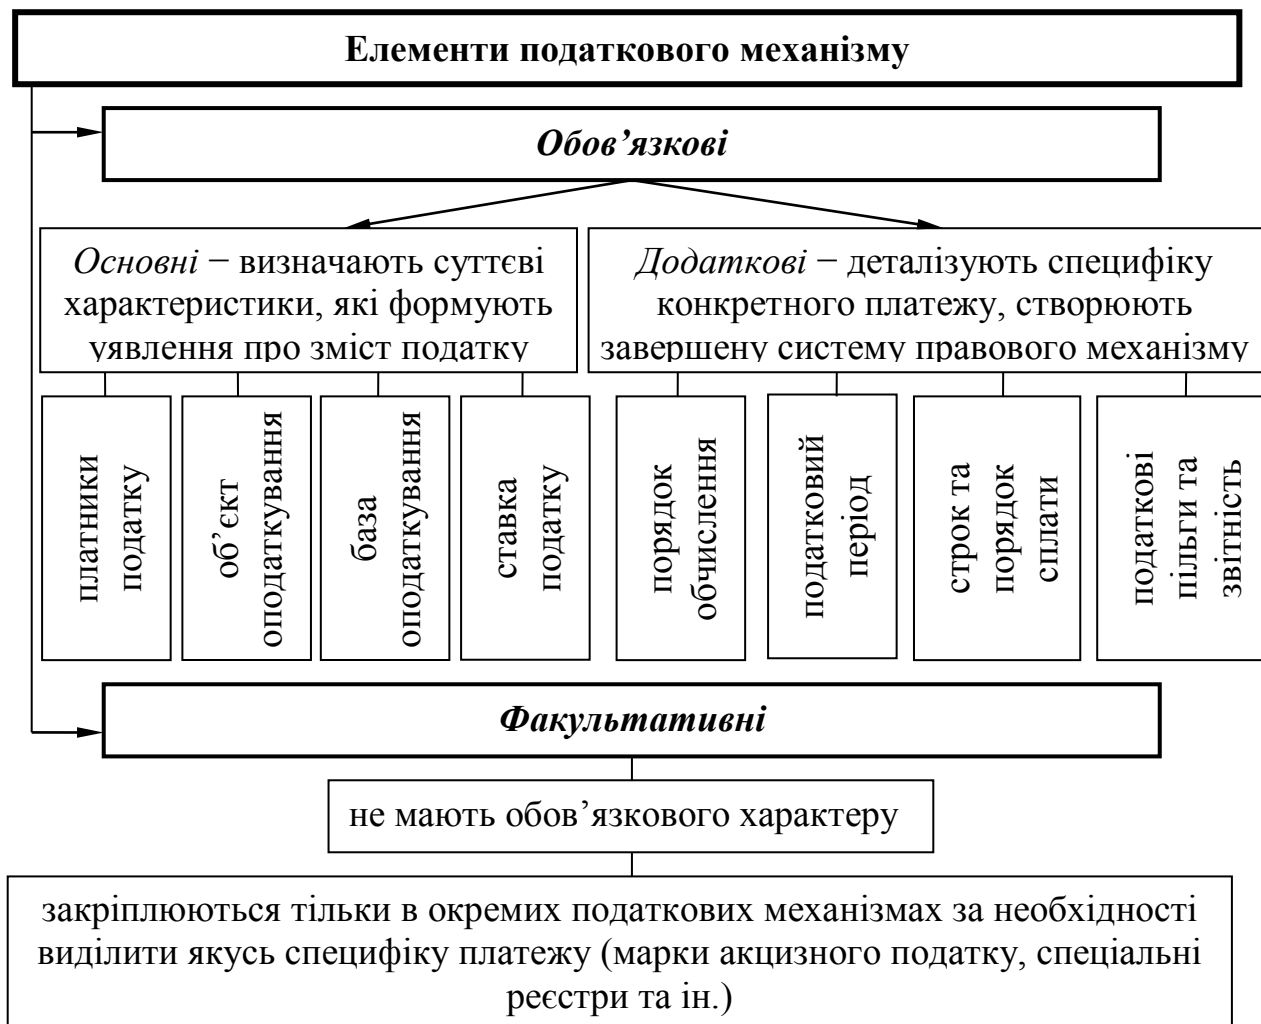 Елементи податкового механізму
Обов’язкові
Основні − визначають суттєві
характеристики, які формують
уявлення про зміст податку
Додаткові − деталізують специфіку
конкретного платежу, створюють
завершену систему правового механізму
платники
податку
об’єкт
оподаткування
база
оподаткування
ставка
податку
порядок
обчислення
податковий
період
строк та
порядок
сплати
податкові
пільги та
звітність
Факультативні
не мають обов’язкового характеру
закріплюються тільки в окремих податкових механізмах за необхідності
виділити якусь специфіку платежу (марки акцизного податку, спеціальні
реєстри та ін.)